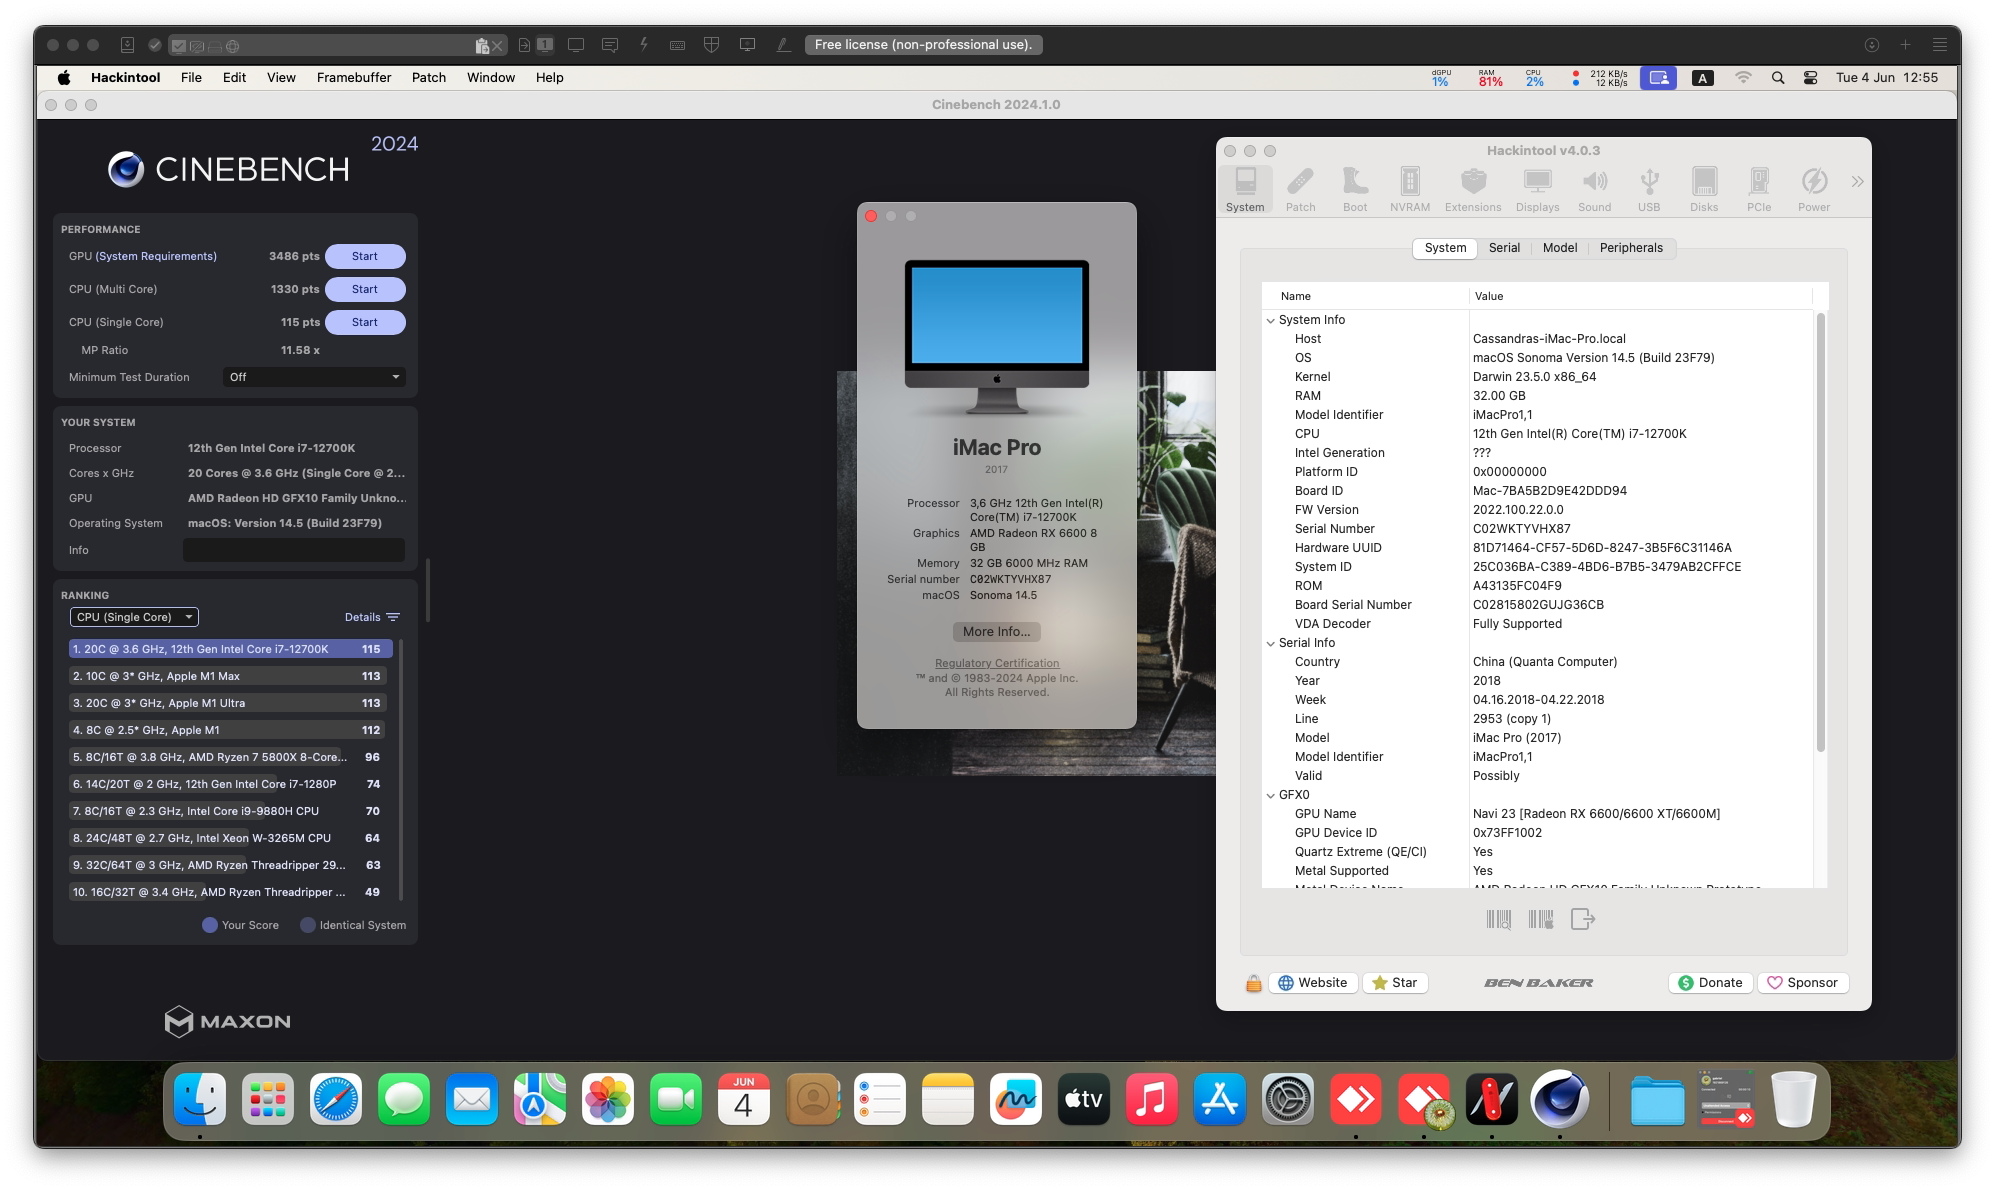 1
Free license (non-professional use).
Hackintool File Edit View Framebuffer Patch Window Help
dGPU 1% RAM 81% CPU 2% 212 KB/s 12 KB/s A Tue 4 Jun 12:55
Cinebench 2024.1.0
CINEBENCH 2024
PERFORMANCE
GPU (System Requirements) 3486 pts Start
CPU (Multi Core) 1330 pts Start
CPU (Single Core) 115 pts Start
MP Ratio 11.58 x
Minimum Test Duration Off
YOUR SYSTEM
Processor 12th Gen Intel Core i7-12700K
Cores x GHz 20 Cores @ 3.6 GHz (Single Core @ 2...
GPU AMD Radeon HD GFX10 Family Unkno...
Operating System macOS: Version 14.5 (Build 23F79)
Info
RANKING
CPU (Single Core) Details
1. 20C @ 3.6 GHz, 12th Gen Intel Core i7-12700K 115
2. 10C @ 3* GHz, Apple M1 Max 113
3. 20C @ 3* GHz, Apple M1 Ultra 113
4. 8C @ 2.5* GHz, Apple M1 112
5. 8C/16T @ 3.8 GHz, AMD Ryzen 7 5800X 8-Core... 96
6. 14C/20T @ 2 GHz, 12th Gen Intel Core i7-1280P 74
7. 8C/16T @ 2.3 GHz, Intel Core i9-9880H CPU 70
8. 24C/48T @ 2.7 GHz, Intel Xeon W-3265M CPU 64
9. 32C/64T @ 3 GHz, AMD Ryzen Threadripper 29... 63
10. 16C/32T @ 3.4 GHz, AMD Ryzen Threadripper ... 49
Your Score Identical System
MAXON
iMac Pro
2017
Processor 3,6 GHz 12th Gen Intel(R)
Core(TM) i7-12700K
Graphics AMD Radeon RX 6600 8
GB
Memory 32 GB 6000 MHz RAM
Serial number C02WKTYVHX87
macOS Sonoma 14.5
More Info...
Regulatory Certification
™ and © 1983-2024 Apple Inc.
All Rights Reserved.
Hackintool v4.0.3
System Patch Boot NVRAM Extensions Displays Sound USB Disks PCIe Power
System Serial Model Peripherals
Name Value
System Info
Host Cassandras-iMac-Pro.local
OS macOS Sonoma Version 14.5 (Build 23F79)
Kernel Darwin 23.5.0 x86_64
RAM 32.00 GB
Model Identifier iMacPro1,1
CPU 12th Gen Intel(R) Core(TM) i7-12700K
Intel Generation ???
Platform ID 0x00000000
Board ID Mac-7BA5B2D9E42DDD94
FW Version 2022.100.22.0.0
Serial Number C02WKTYVHX87
Hardware UUID 81D71464-CF57-5D6D-8247-3B5F6C31146A
System ID 25C036BA-C389-4BD6-B7B5-3479AB2CFFCE
ROM A43135FC04F9
Board Serial Number C02815802GUJG36CB
VDA Decoder Fully Supported
Serial Info
Country China (Quanta Computer)
Year 2018
Week 04.16.2018-04.22.2018
Line 2953 (copy 1)
Model iMac Pro (2017)
Model Identifier iMacPro1,1
Valid Possibly
GFX0
GPU Name Navi 23 [Radeon RX 6600/6600 XT/6600M]
GPU Device ID 0x73FF1002
Quartz Extreme (QE/CI) Yes
Metal Supported Yes
Metal Device Name AMD Radeon HD GFX10 Family Unknown Prototype
Website Star BEN BAKER Donate Sponsor
JUN
4
tv